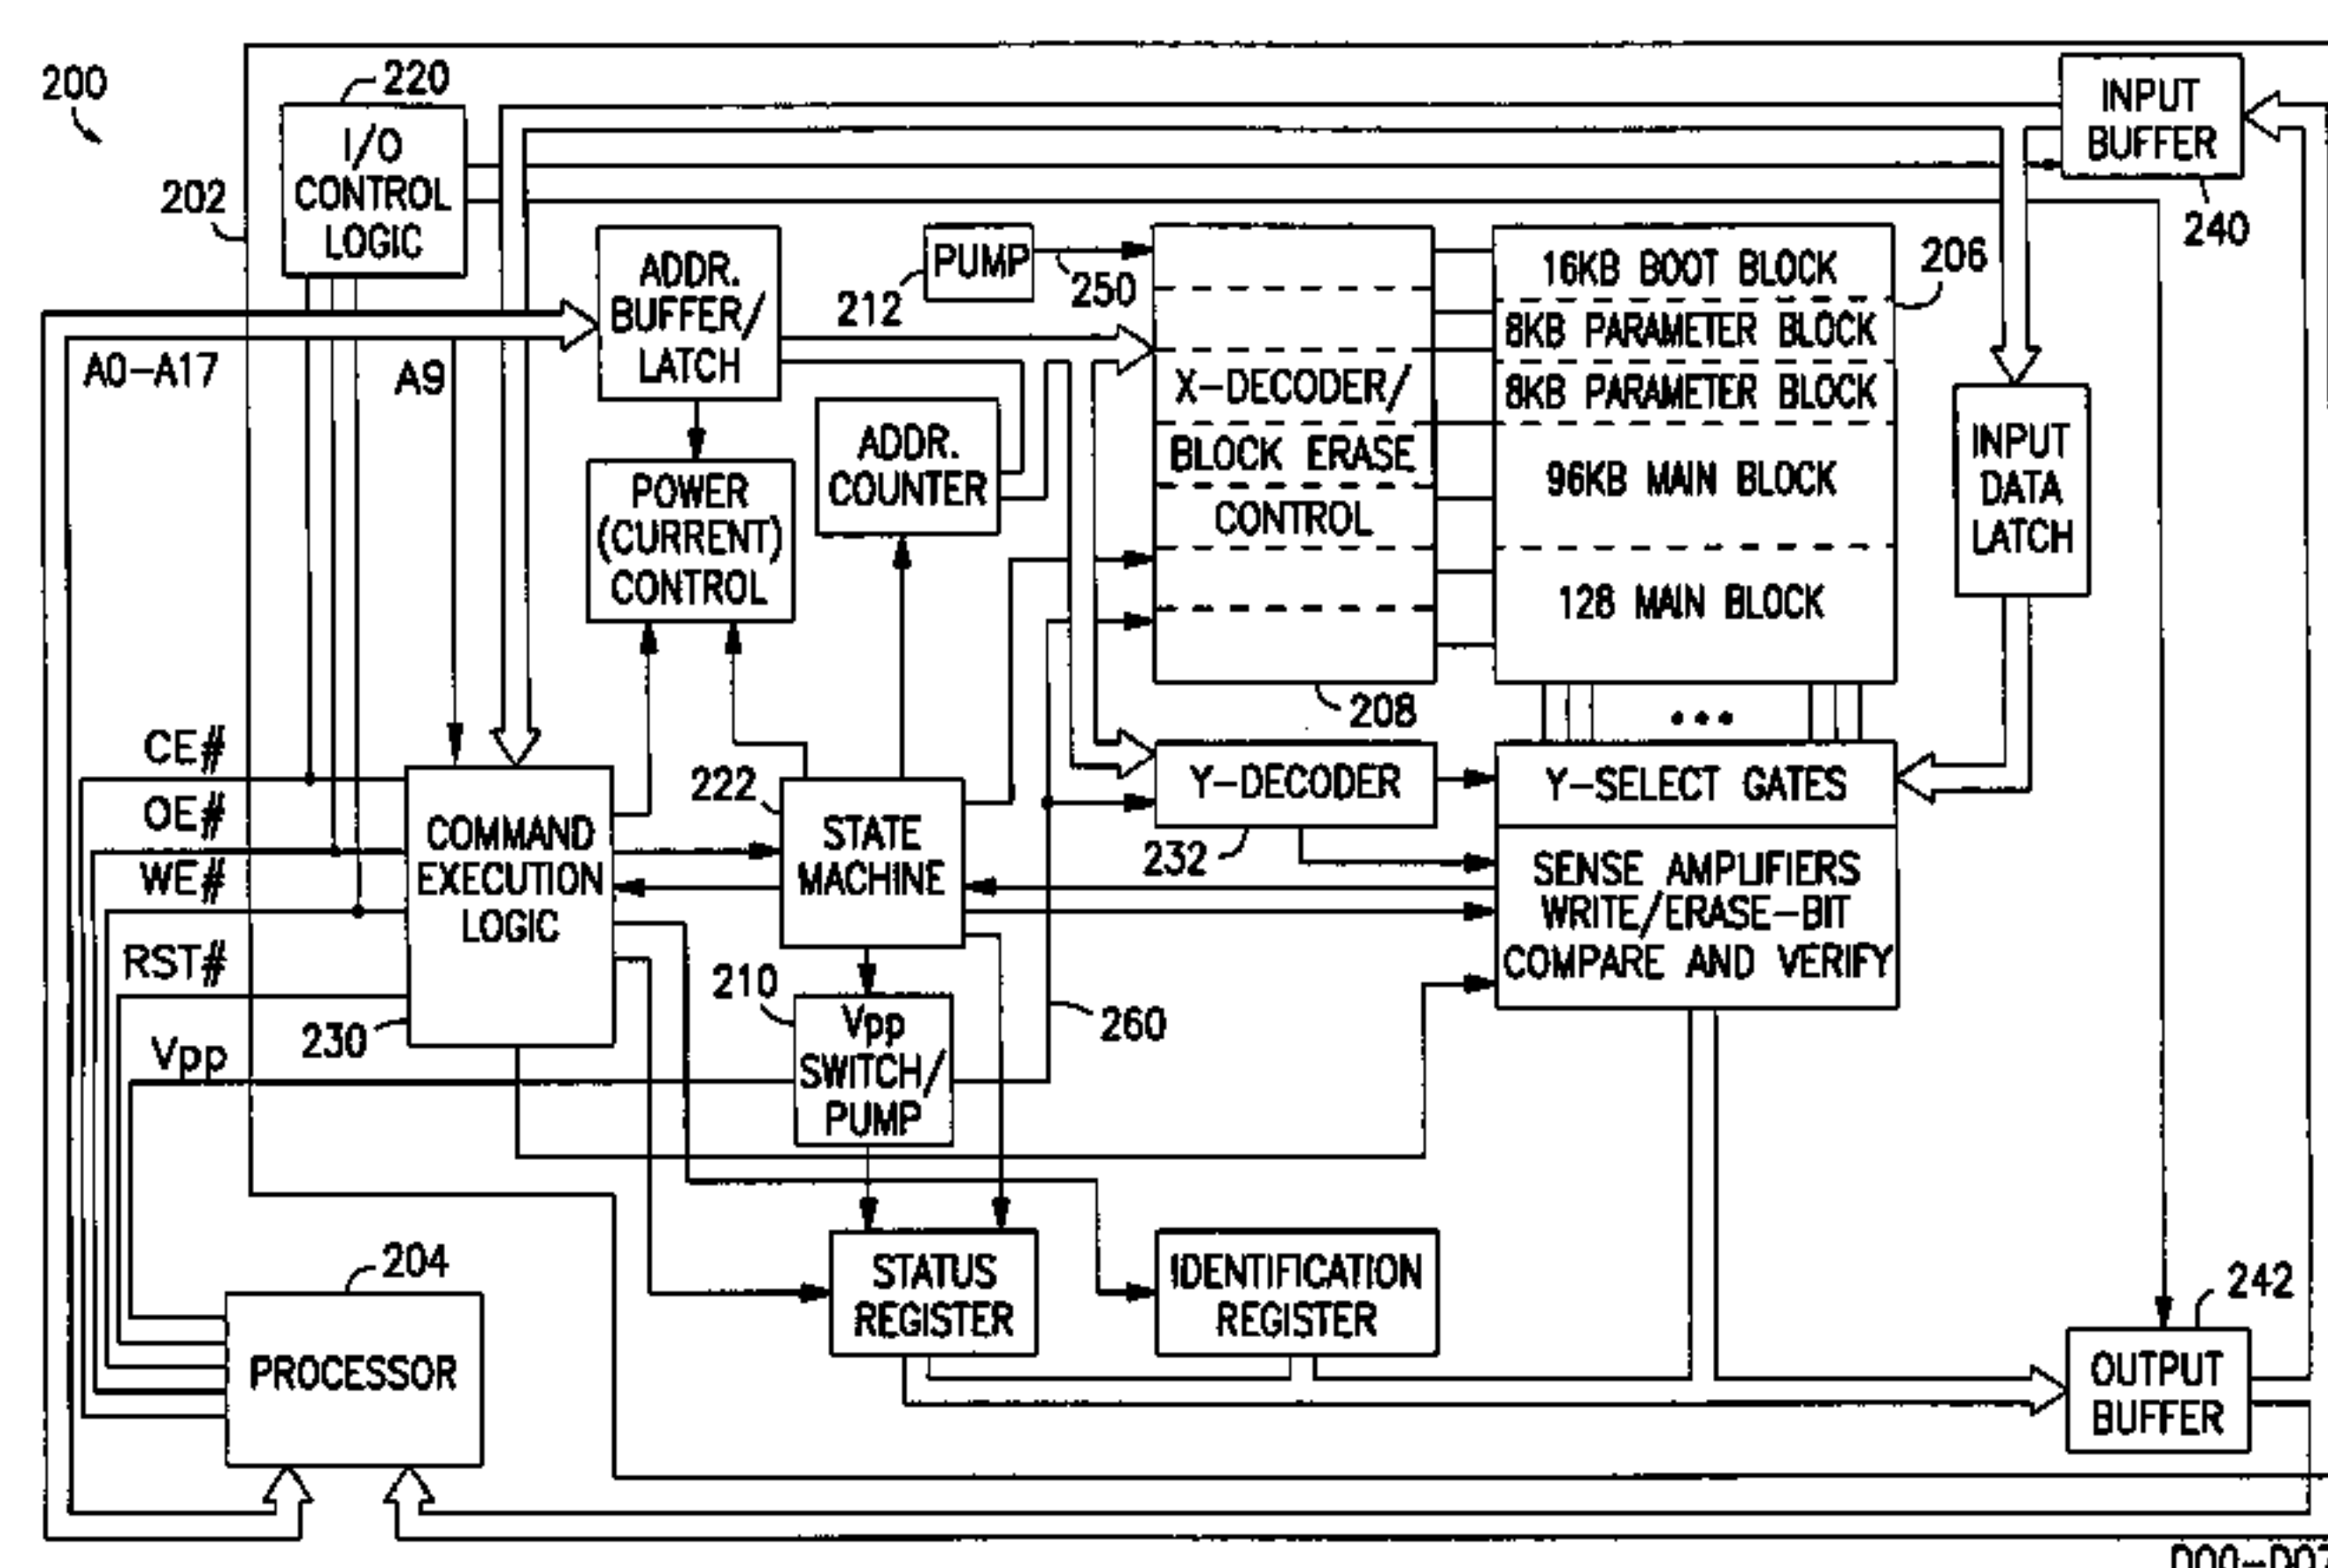 200
220
I/O
CONTROL
LOGIC
202
INPUT
BUFFER
240
ADDR.
BUFFER/
LATCH
PUMP
212
250
212
16KB BOOT BLOCK
8KB PARAMETER BLOCK
8KB PARAMETER BLOCK
96KB MAIN BLOCK
128 MAIN BLOCK
206
A0-A17
A9
X-DECODER/
BLOCK ERASE
CONTROL
208
ADDR.
COUNTER
POWER
(CURRENT)
CONTROL
INPUT
DATA
LATCH
CE#
OE#
WE#
RST#
Vpp
COMMAND
EXECUTION
LOGIC
230
222
STATE
MACHINE
Y-DECODER
232
Y-SELECT GATES
SENSE AMPLIFIERS
WRITE/ERASE-BIT
COMPARE AND VERIFY
210
Vpp
SWITCH/
PUMP
260
204
PROCESSOR
STATUS
REGISTER
IDENTIFICATION
REGISTER
242
OUTPUT
BUFFER